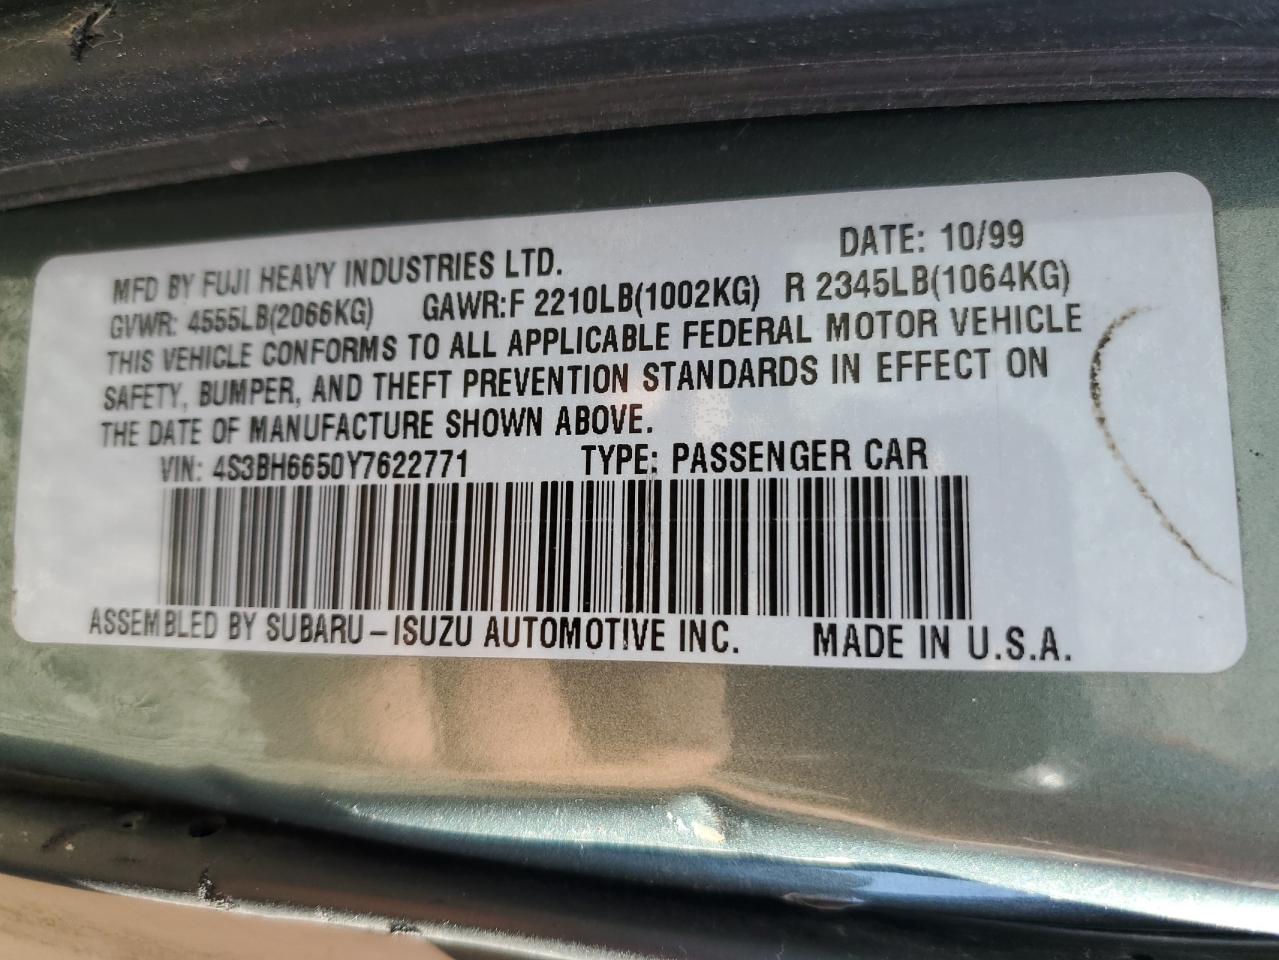 MFD BY FUJI HEAVY INDUSTRIES LTD. DATE: 10/99
GVWR: 4555LB(2066KG) GAWR:F 2210LB(1002KG) R 2345LB(1064KG)
THIS VEHICLE CONFORMS TO ALL APPLICABLE FEDERAL MOTOR VEHICLE
SAFETY, BUMPER, AND THEFT PREVENTION STANDARDS IN EFFECT ON
THE DATE OF MANUFACTURE SHOWN ABOVE.
VIN: 4S3BH6650Y7622771 TYPE: PASSENGER CAR
ASSEMBLED BY SUBARU-ISUZU AUTOMOTIVE INC. MADE IN U.S.A.